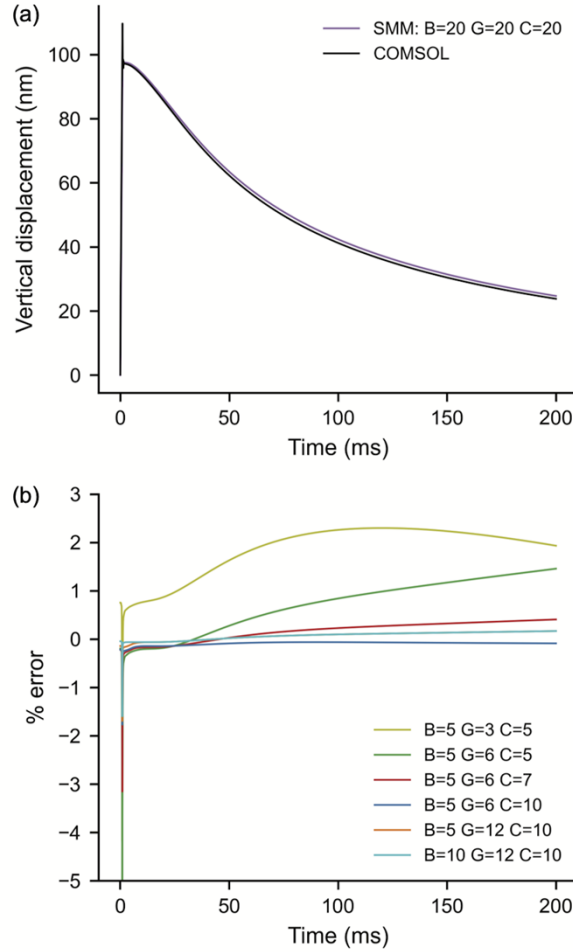 (a)
SMM: B=20 G=20 C=20
COMSOL
Vertical displacement (nm)
100
80
60
40
20
0
0 50 100 150 200
Time (ms)
(b)
% error
3
2
1
0
−1
−2
−3
−4
−5
B=5 G=3 C=5
B=5 G=6 C=5
B=5 G=6 C=7
B=5 G=6 C=10
B=5 G=12 C=10
B=10 G=12 C=10
0 50 100 150 200
Time (ms)